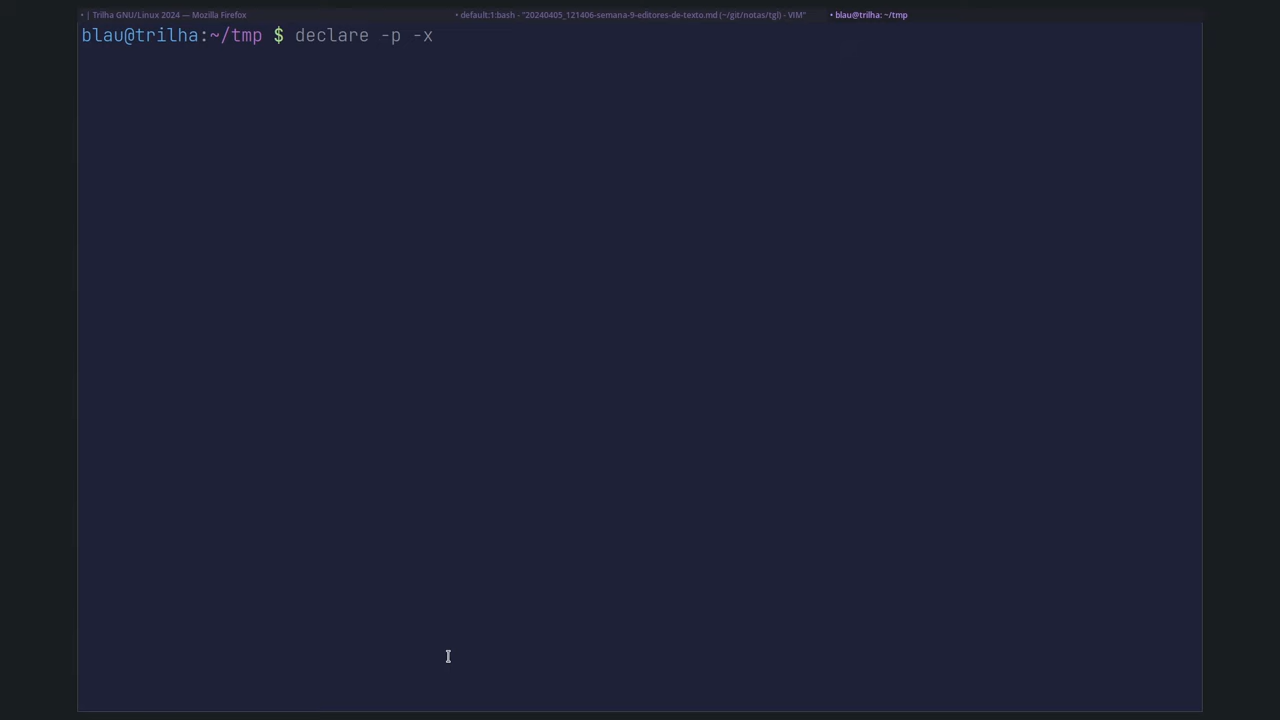 • | Trilha GNU/Linux 2024 — Mozilla Firefox
• default:1:bash - "20240405_121406-semana-9-editores-de-texto.md (~/git/notas/tgl) - VIM"
• blau@trilha: ~/tmp
blau@trilha:~/tmp $ declare -p -x